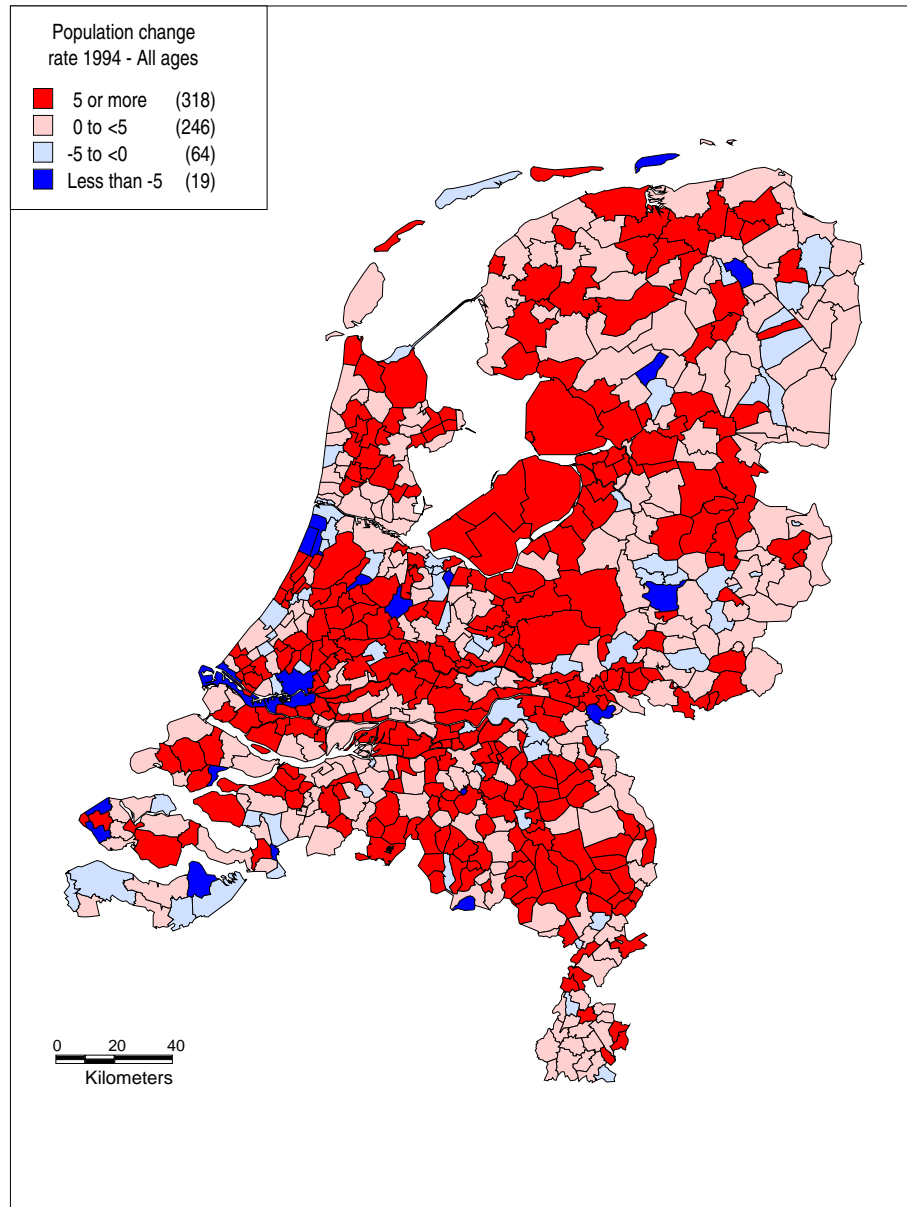 Population change
rate 1994 - All ages
5 or more (318)
0 to <5 (246)
-5 to <0 (64)
Less than -5 (19)
0 20 40
Kilometers